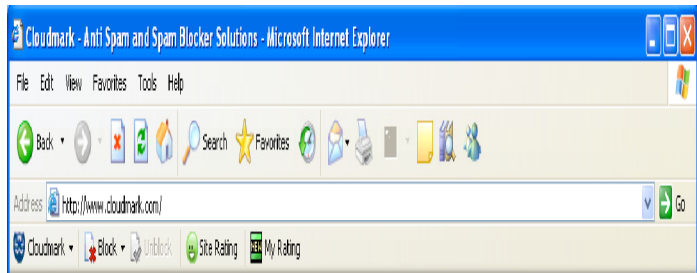 Cloudmark - Anti Spam and Spam Blocker Solutions - Microsoft Internet Explorer
File Edit View Favorites Tools Help
Back Search Favorites
Address http://www.cloudmark.com/ Go
Cloudmark Block Unblock Site Rating My Rating